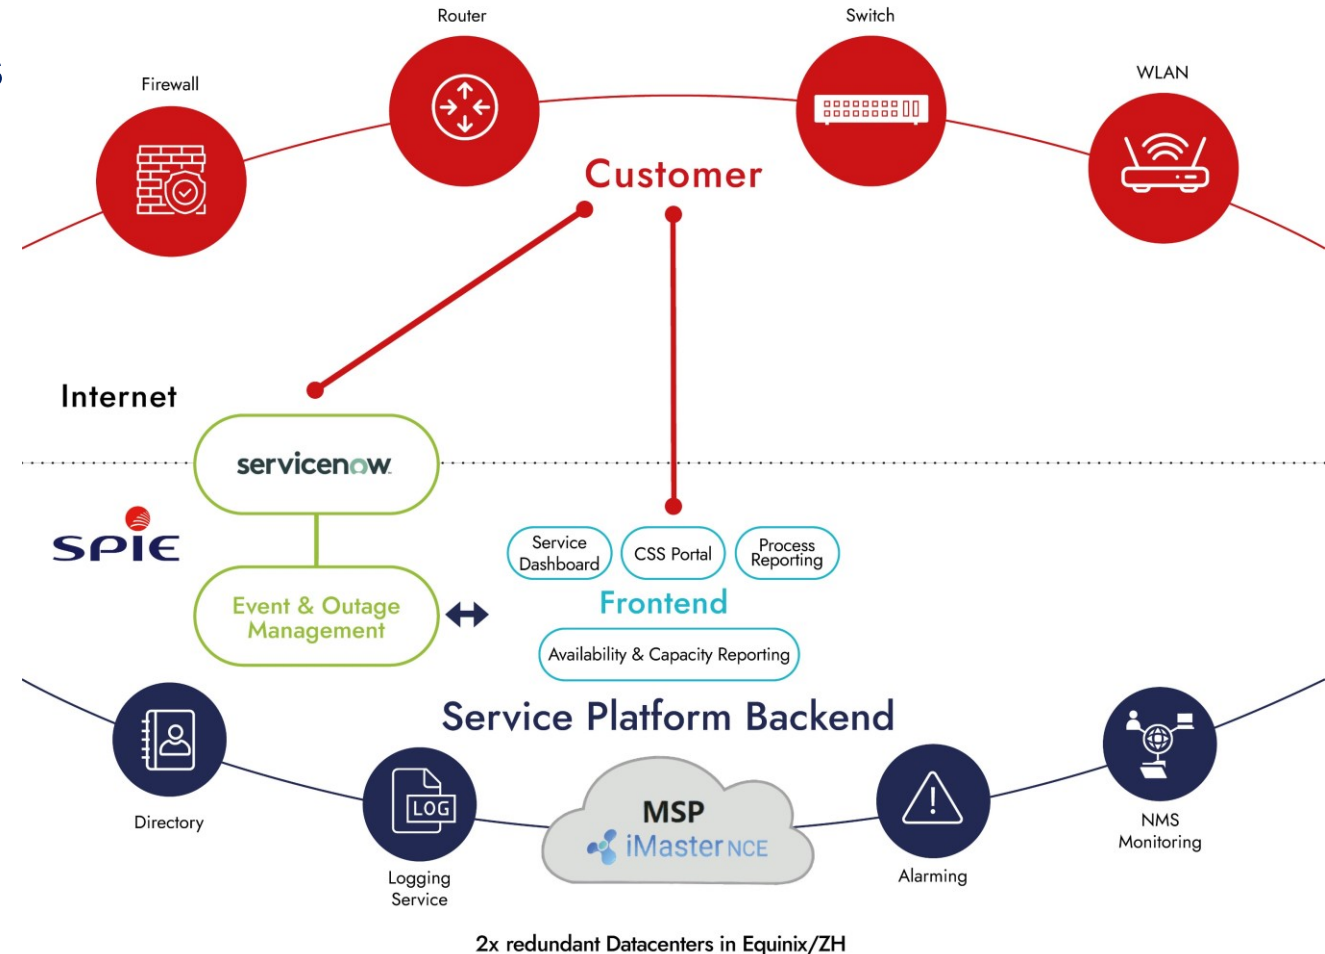 Router
Switch
WLAN
Firewall
Customer
Internet
servicenow
SPIE
Service
Dashboard
CSS Portal
Process
Reporting
Frontend
Event & Outage
Management
Availability & Capacity Reporting
Service Platform Backend
Directory
LOG
Logging
Service
MSP
iMaster NCE
Alarming
NMS
Monitoring
2x redundant Datacenters in Equinix/ZH